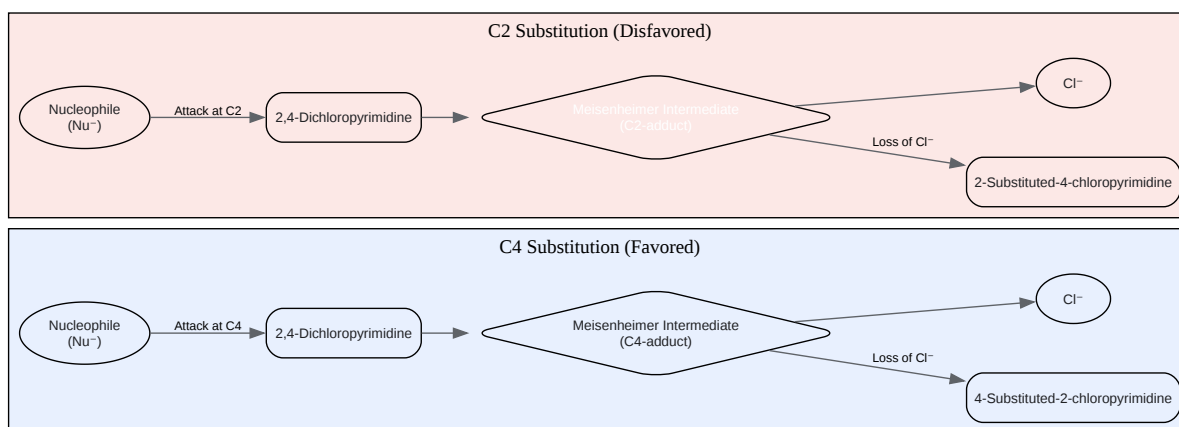 C2 Substitution (Disfavored)
Nucleophile
(Nu⁻)
Attack at C2
2,4-Dichloropyrimidine
Meisenheimer Intermediate
(C2-adduct)
Cl⁻
Loss of Cl⁻
2-Substituted-4-chloropyrimidine
C4 Substitution (Favored)
Nucleophile
(Nu⁻)
Attack at C4
2,4-Dichloropyrimidine
Meisenheimer Intermediate
(C4-adduct)
Cl⁻
Loss of Cl⁻
4-Substituted-2-chloropyrimidine